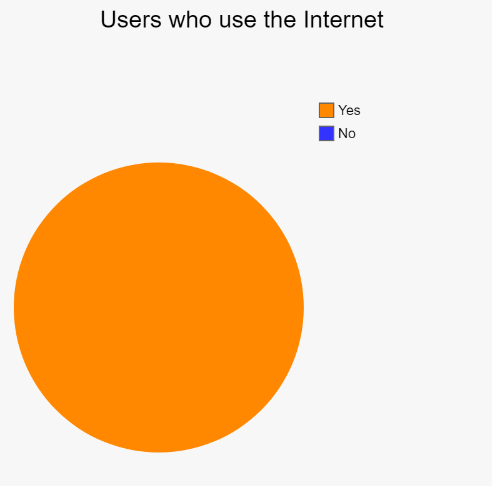 Users who use the Internet
Yes
No